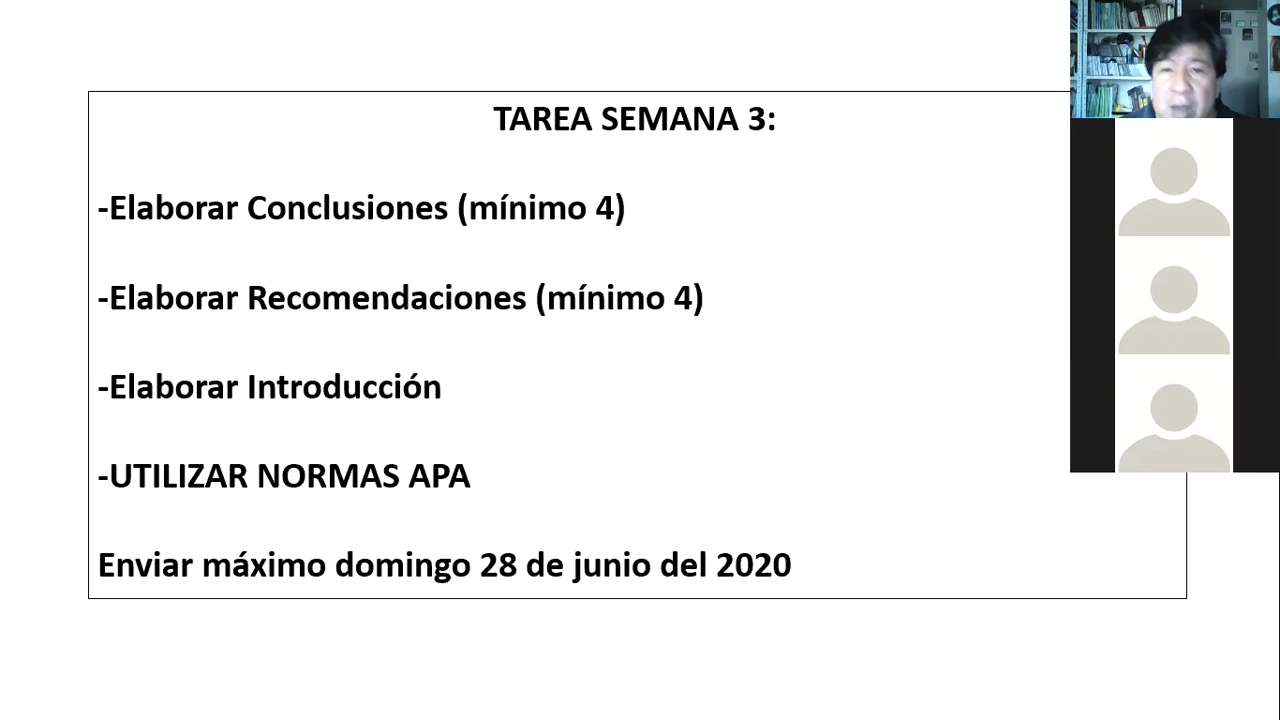 TAREA SEMANA 3:
-Elaborar Conclusiones (mínimo 4)
-Elaborar Recomendaciones (mínimo 4)
-Elaborar Introducción
-UTILIZAR NORMAS APA
Enviar máximo domingo 28 de junio del 2020